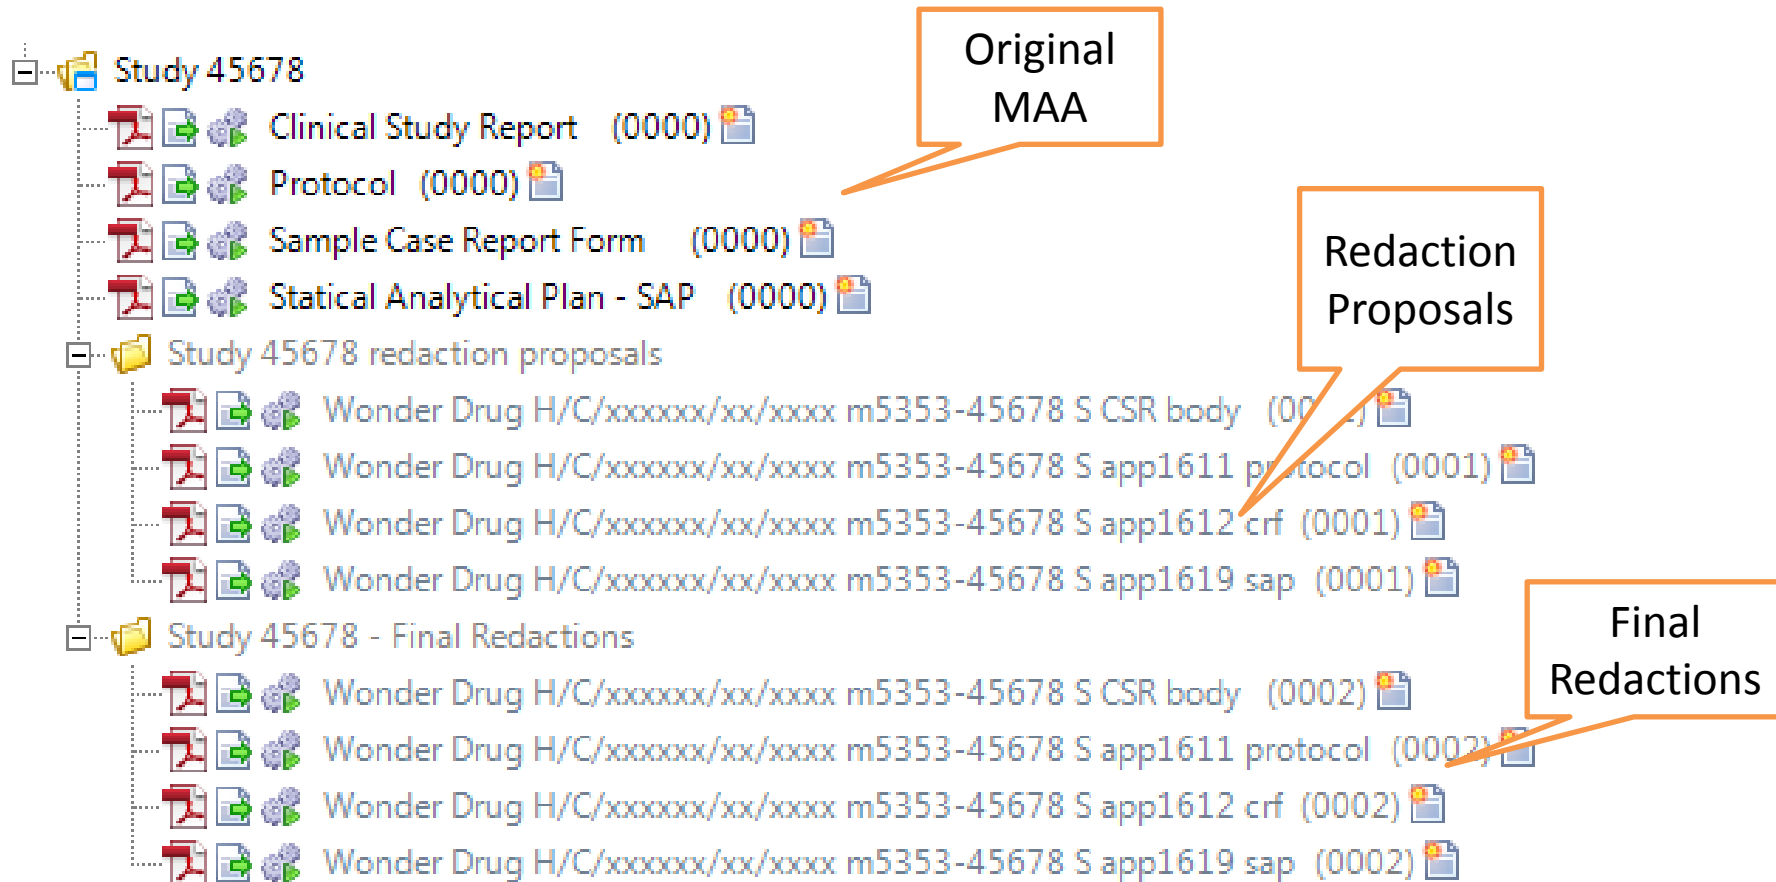 Original
MAA
Study 45678
Clinical Study Report (0000)
Protocol (0000)
Sample Case Report Form (0000)
Statical Analytical Plan - SAP (0000)
Redaction
Proposals
Study 45678 redaction proposals
Wonder Drug H/C/xxxxxx/xx/xxxx m5353-45678 S CSR body
Wonder Drug H/C/xxxxxx/xx/xxxx m5353-45678 S app1611 protocol (0001)
Wonder Drug H/C/xxxxxx/xx/xxxx m5353-45678 S app1612 crf (0001)
Wonder Drug H/C/xxxxxx/xx/xxxx m5353-45678 S app1619 sap (0001)
Final
Redactions
Study 45678 - Final Redactions
Wonder Drug H/C/xxxxxx/xx/xxxx m5353-45678 S CSR body (0002)
Wonder Drug H/C/xxxxxx/xx/xxxx m5353-45678 S app1611 protocol (0002)
Wonder Drug H/C/xxxxxx/xx/xxxx m5353-45678 S app1612 crf (0002)
Wonder Drug H/C/xxxxxx/xx/xxxx m5353-45678 S app1619 sap (0002)